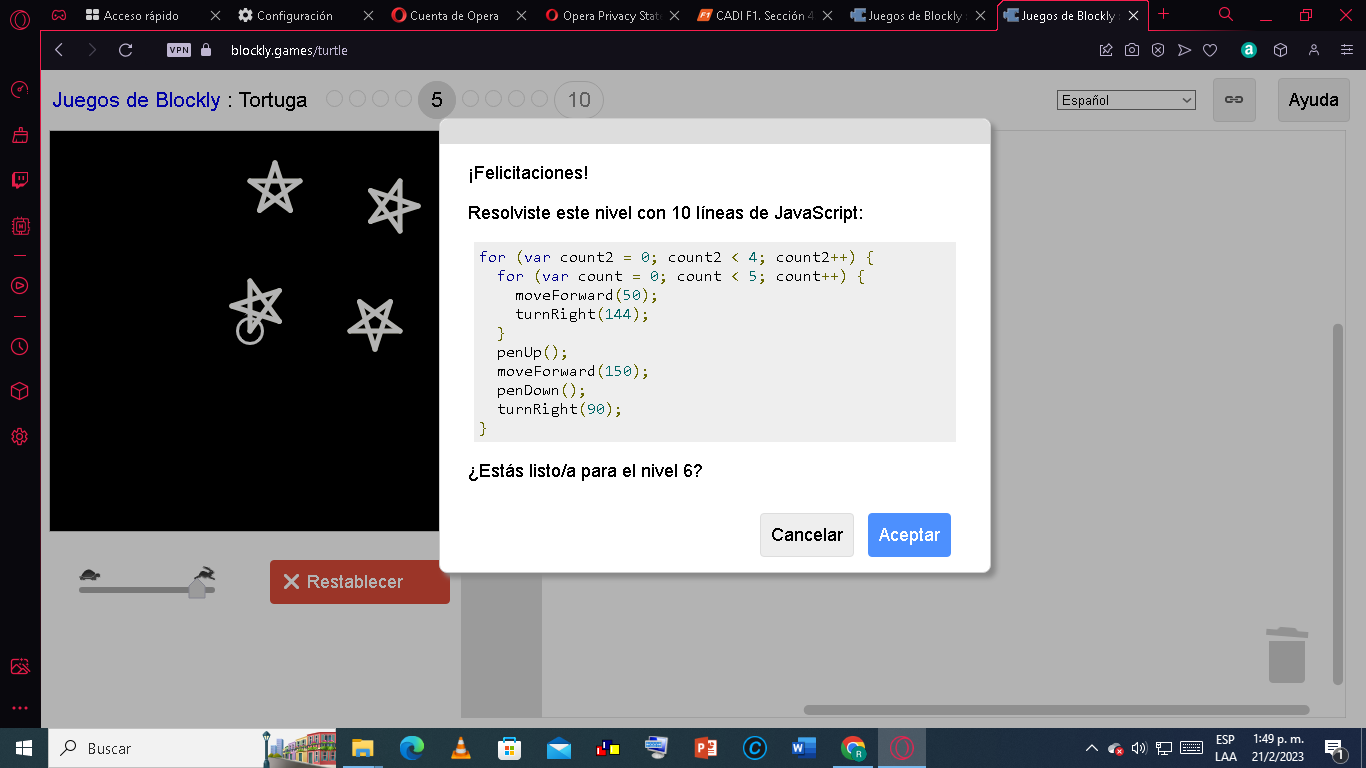 Acceso rápido
Configuración
Cuenta de Opera
Opera Privacy State
CADI F1. Sección 4
Juegos de Blockly :
Juegos de Blockly :
VPN
blockly.games/turtle
Juegos de Blockly : Tortuga
5
10
Español
Ayuda
¡Felicitaciones!
Resolviste este nivel con 10 líneas de JavaScript:
for (var count2 = 0; count2 < 4; count2++) {
  for (var count = 0; count < 5; count++) {
    moveForward(50);
    turnRight(144);
  }
  penUp();
  moveForward(150);
  penDown();
  turnRight(90);
}
¿Estás listo/a para el nivel 6?
Cancelar
Aceptar
Restablecer
Buscar
ESP
LAA
1:49 p. m.
21/2/2023
1